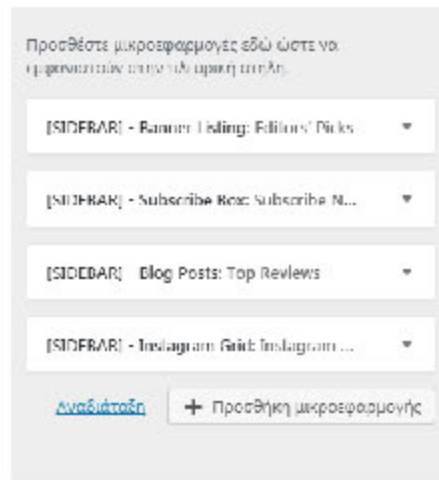 Προσθέστε μικροεφαρμογές εδώ ώστε να
εμφανιστούν στην πλευρική στήλη.
[SIDEBAR] - Banner Listing: Editors' Picks
[SIDEBAR] - Subscribe Box: Subscribe N...
[SIDEBAR] - Blog Posts: Top Reviews
[SIDEBAR] - Instagram Grid: Instagram ...
Αναδιάταξη
+ Προσθήκη μικροεφαρμογής